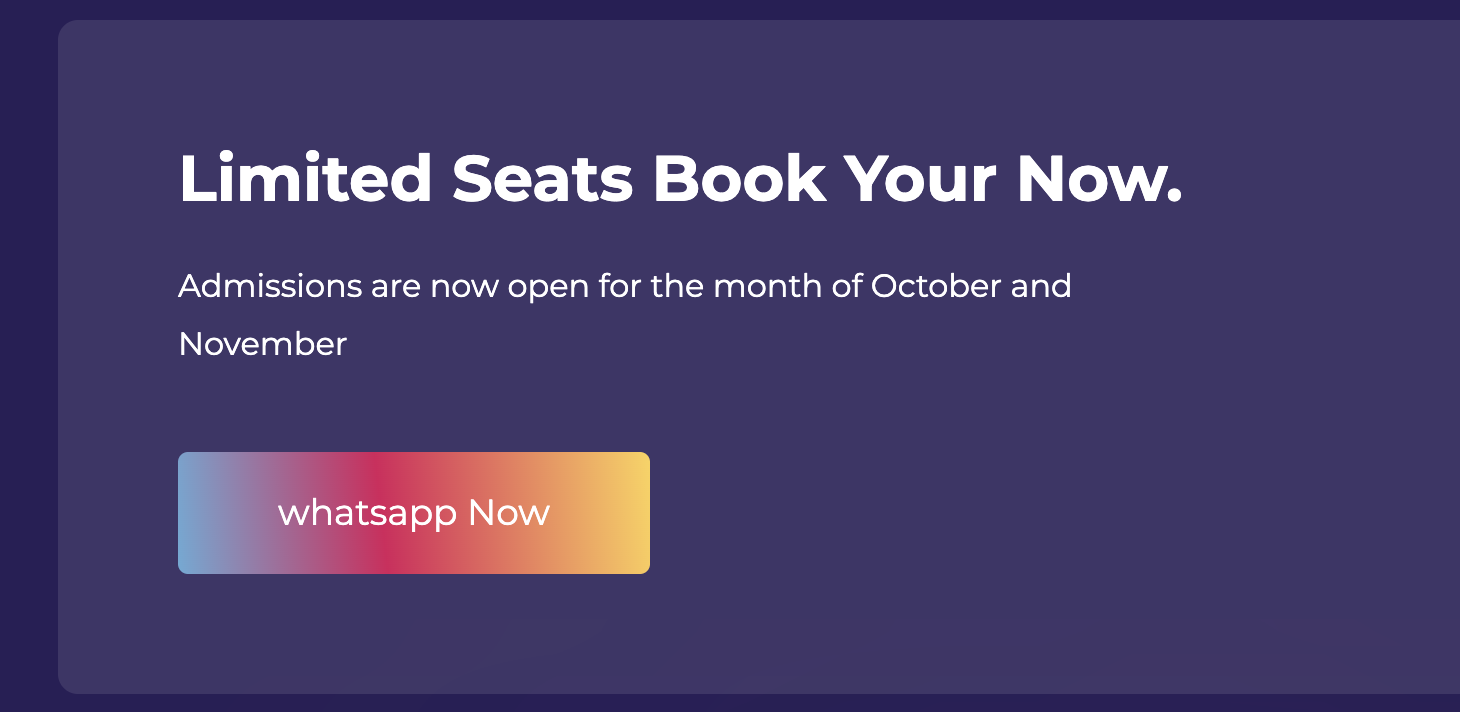 Limited Seats Book Your Now.
Admissions are now open for the month of October and
November
whatsapp Now